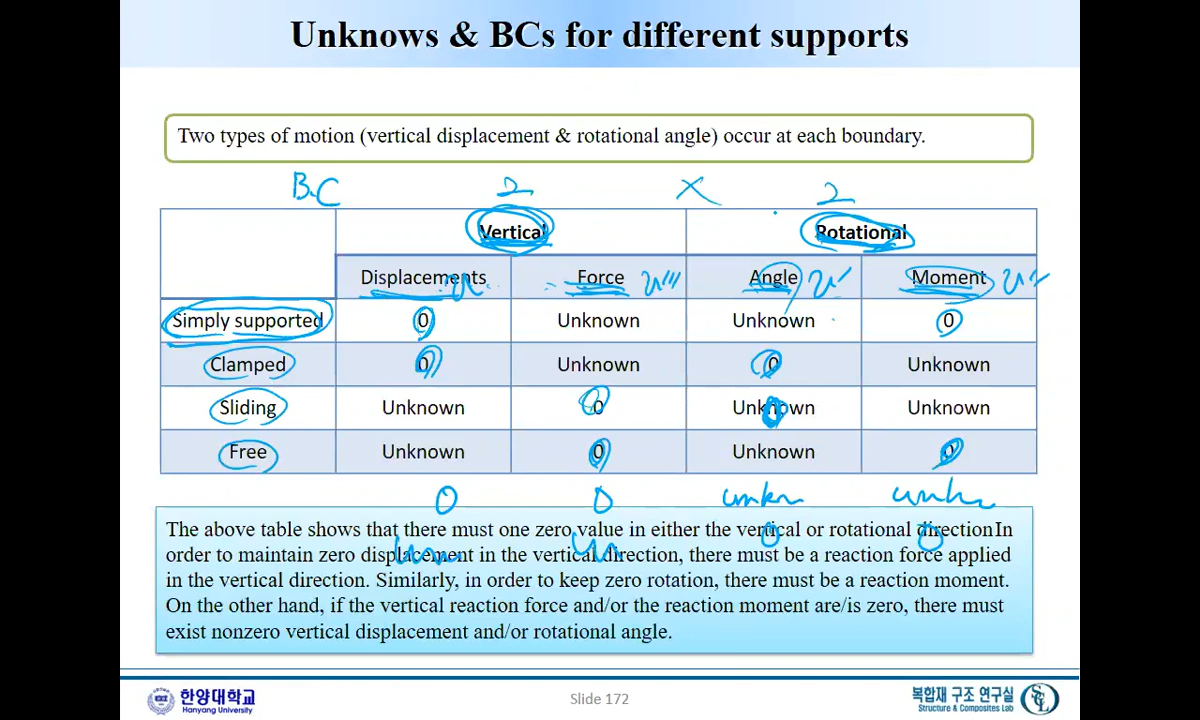 Unknows & BCs for different supports
Two types of motion (vertical displacement & rotational angle) occur at each boundary.
B.C 2 X 2
Vertical Rotational
Displacements u Force u''' Angle u' Moment u''
Simply supported 0 Unknown Unknown 0
Clamped 0 Unknown 0 Unknown
Sliding Unknown 0 Unknown Unknown
Free Unknown 0 Unknown 0
0 0 unkn unkn
The above table shows that there must one zero value in either the vertical or rotational directionIn
0 0
order to maintain zero displacement in the vertical direction, there must be a reaction force applied
in the vertical direction. Similarly, in order to keep zero rotation, there must be a reaction moment.
On the other hand, if the vertical reaction force and/or the reaction moment are/is zero, there must
exist nonzero vertical displacement and/or rotational angle.
한양대학교
Hanyang University
Slide 172
복합재 구조 연구실
Structure & Composites Lab